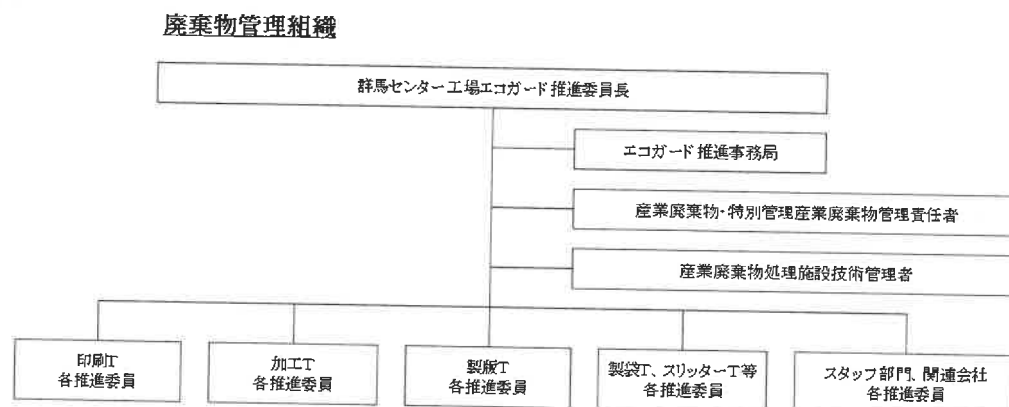 廃棄物管理組織
群馬センター工場エコガード推進委員長
エコガード推進事務局
産業廃棄物・特別管理産業廃棄物管理責任者
産業廃棄物処理施設技術管理者
印刷T
各推進委員
加工T
各推進委員
製版T
各推進委員
製袋T、スリッターT等
各推進委員
スタッフ部門、関連会社
各推進委員